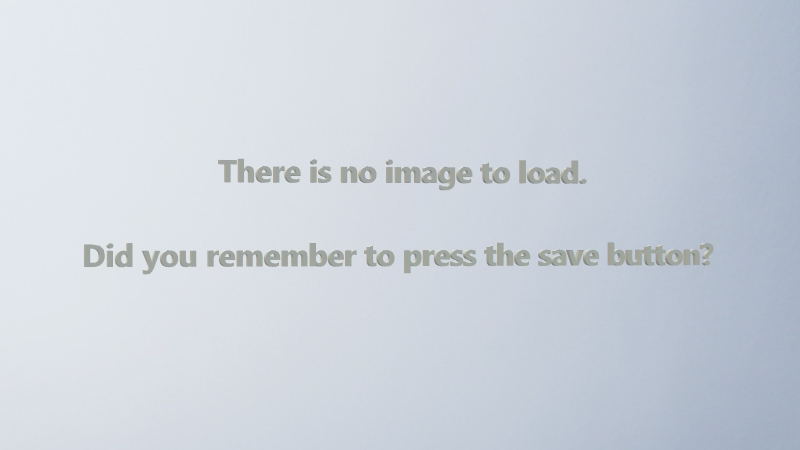 There is no image to load.
Did you remember to press the save button?